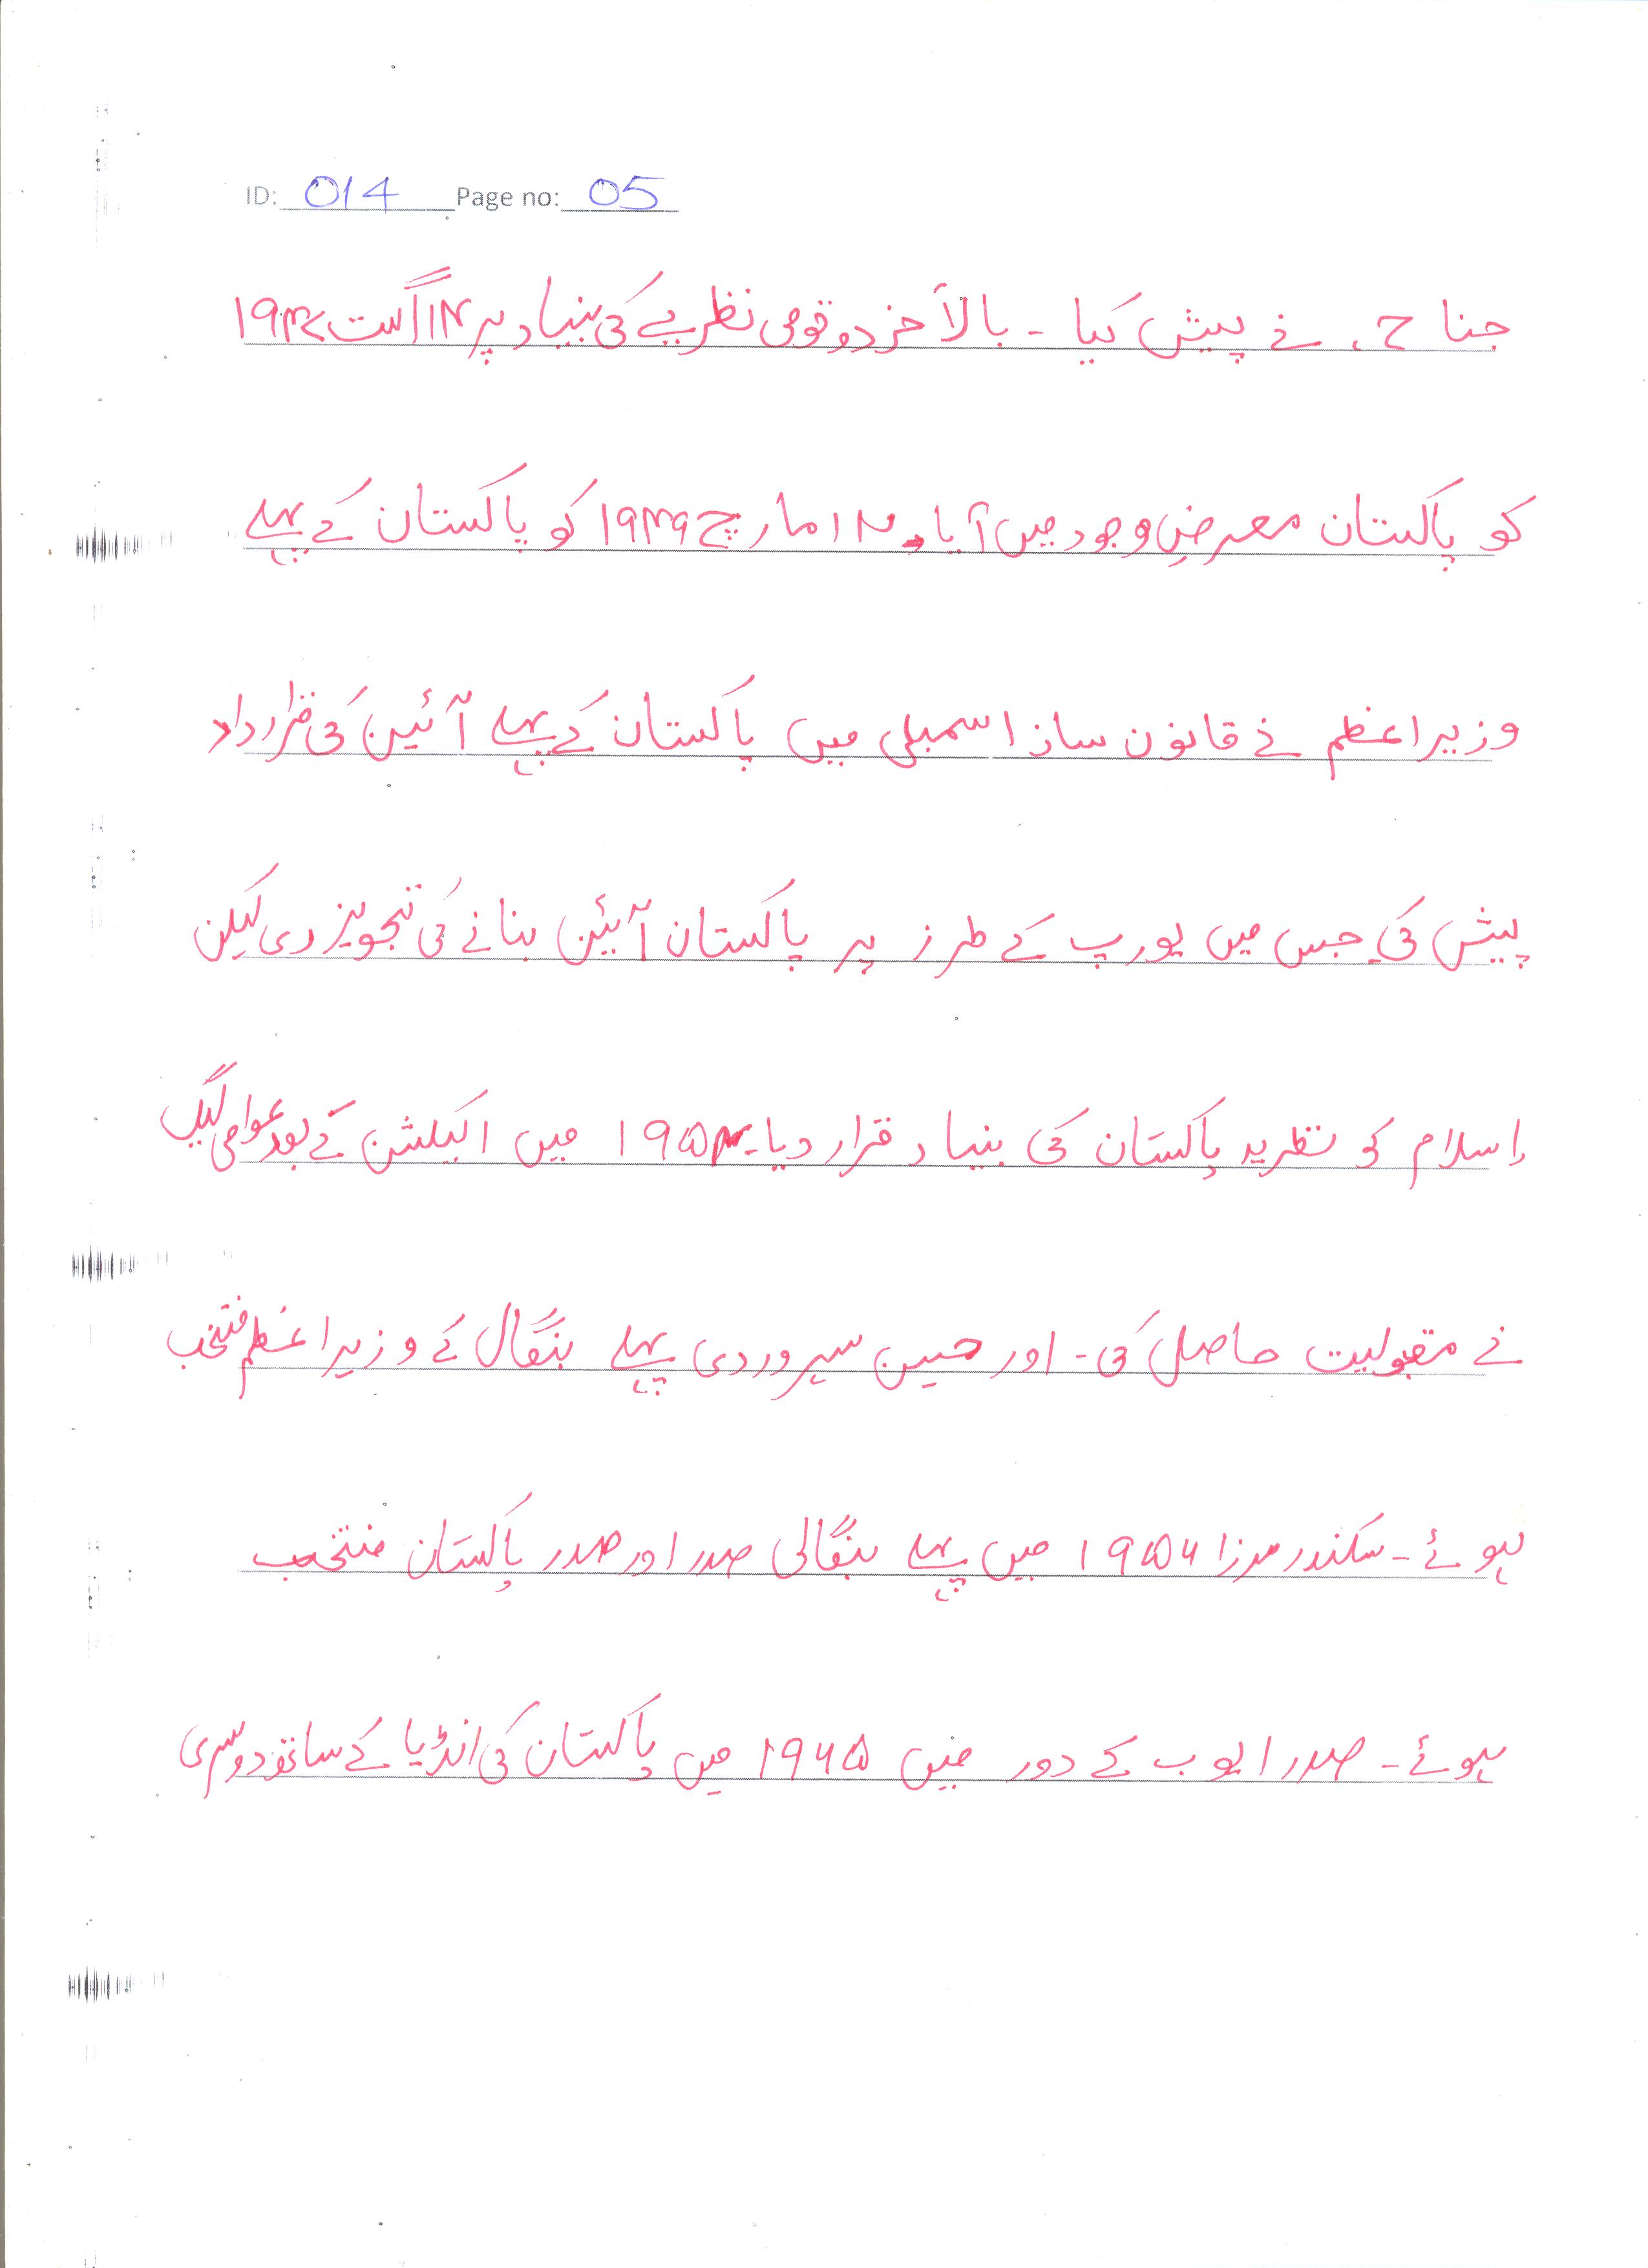 ID: 014 Page no: 05
جناح، نے پیش کیا۔ بالآخر دو قومی نظریے کی بنیاد پر ۱۴ اگست ۱۹۴۷
کو پاکستان معرضِ وجود میں آیا۔ ۱۲ مارچ ۱۹۴۹ کو پاکستان کے پہلے
وزیراعظم نے قانون ساز اسمبلی میں پاکستان کے پہلے آئین کی قرارداد
پیش کی۔ جس میں یورپ کے طرز پر پاکستان آئین بنانے کی تجویز دی لیکن
اسلام کو نظریہ پاکستان کی بنیاد قرار دیا۔ ۱۹۵۴ میں الیکشن کے بعد عوامی لیگ
نے مقبولیت حاصل کی۔ اور حسین سہروردی پہلے بنگال کے وزیراعظم منتخب
ہوئے۔ سکندر مرزا ۱۹۵۶ میں پہلے بنگالی صدر اور صدر پاکستان منتخب
ہوئے۔ صدر ایوب کے دور میں ۱۹۶۵ میں پاکستان کی انڈیا کے ساتھ دوسری